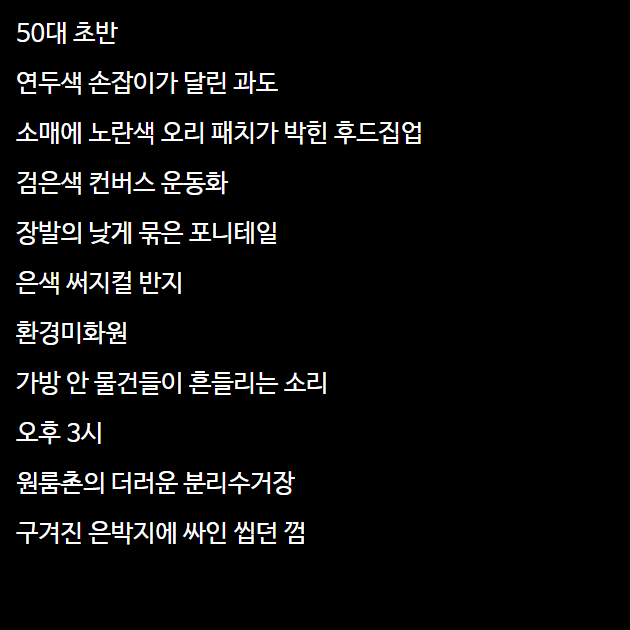 50대 초반
연두색 손잡이가 달린 과도
소매에 노란색 오리 패치가 박힌 후드집업
검은색 컨버스 운동화
장발의 낮게 묶은 포니테일
은색 써지컬 반지
환경미화원
가방 안 물건들이 흔들리는 소리
오후 3시
원룸촌의 더러운 분리수거장
구겨진 은박지에 싸인 씹던 껌